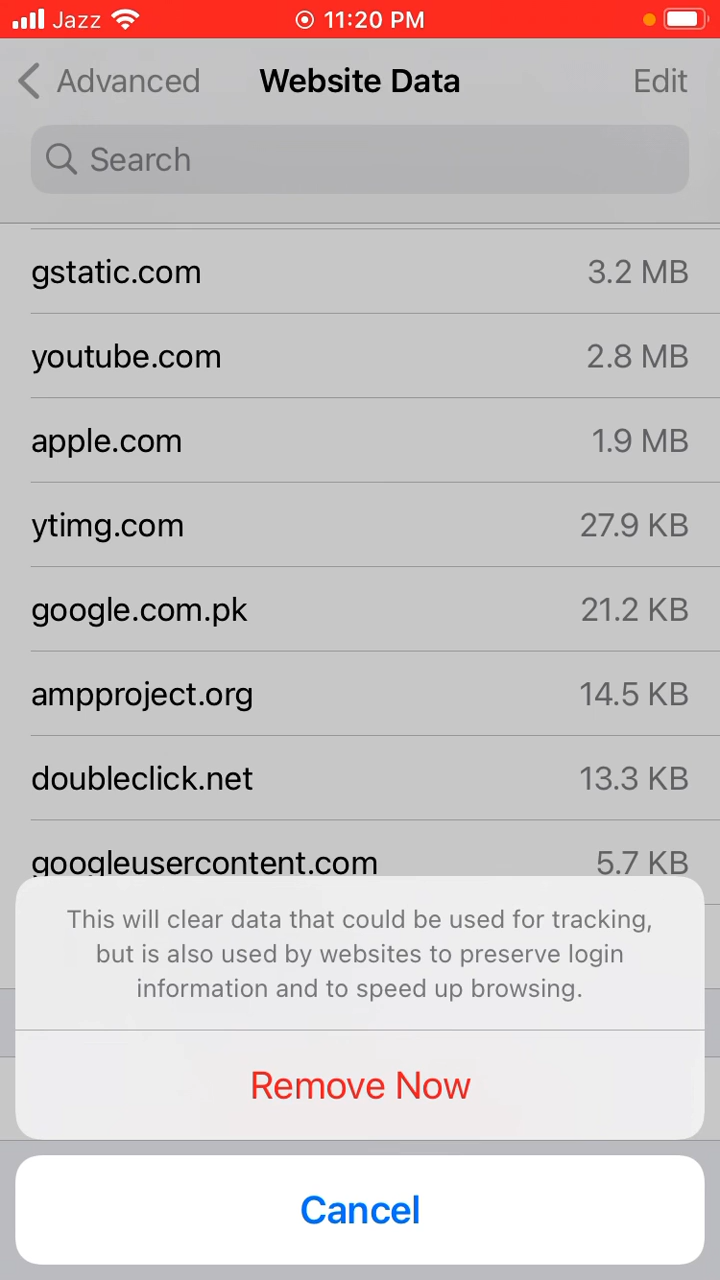 Jazz 11:20 PM
Advanced Website Data Edit
Search
gstatic.com 3.2 MB
youtube.com 2.8 MB
apple.com 1.9 MB
ytimg.com 27.9 KB
google.com.pk 21.2 KB
ampproject.org 14.5 KB
doubleclick.net 13.3 KB
googleusercontent.com 5.7 KB
This will clear data that could be used for tracking,
but is also used by websites to preserve login
information and to speed up browsing.
Remove Now
Cancel